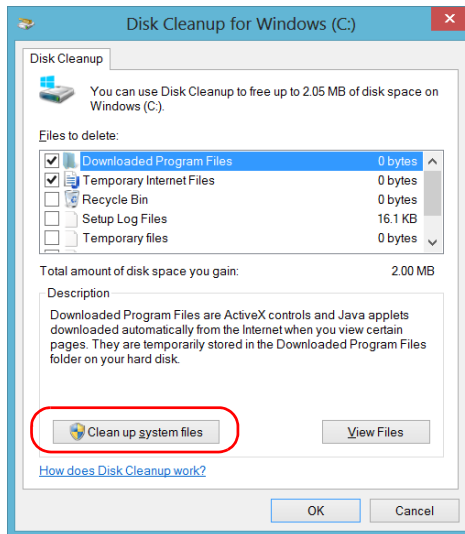 Disk Cleanup for Windows (C:)
Disk Cleanup
You can use Disk Cleanup to free up to 2.05 MB of disk space on
Windows (C:).
Files to delete:
Downloaded Program Files 0 bytes
Temporary Internet Files 0 bytes
Recycle Bin 0 bytes
Setup Log Files 16.1 KB
Temporary files 0 bytes
Total amount of disk space you gain: 2.00 MB
Description
Downloaded Program Files are ActiveX controls and Java applets
downloaded automatically from the Internet when you view certain
pages. They are temporarily stored in the Downloaded Program Files
folder on your hard disk.
Clean up system files View Files
How does Disk Cleanup work?
OK Cancel